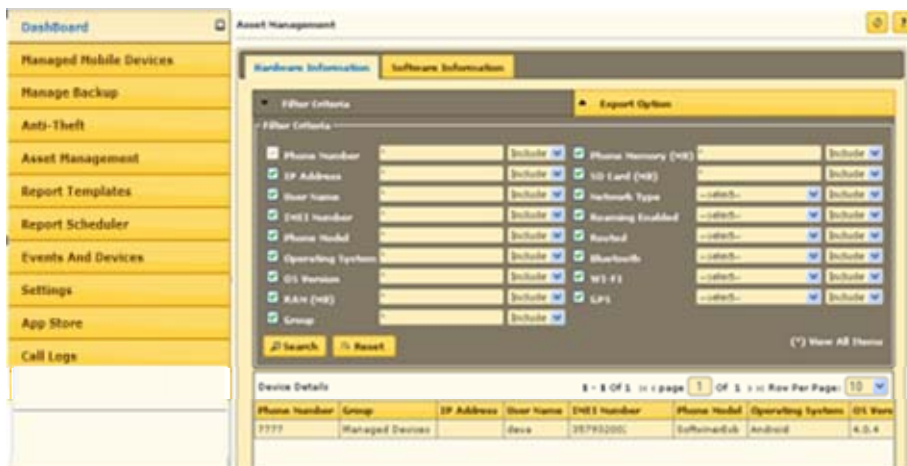 DashBoard
Asset Management
?
Managed Mobile Devices
Manage Backup
Anti-Theft
Asset Management
Report Templates
Report Scheduler
Events And Devices
Settings
App Store
Call Logs
Hardware Information Software Information
Filter Criteria Export Option
Filter Criteria
Phone Number * Include Phone Memory (MB) * Include
IP Address * Include SD Card (MB) * Include
User Name * Include Network Type --select-- Include
IMEI Number * Include Roaming Enabled --select-- Include
Phone Model * Include Rooted --select-- Include
Operating System * Include Bluetooth --select-- Include
OS Version * Include WI-FI --select-- Include
RAM (MB) * Include GPS --select-- Include
Group * Include
Search Reset (*) View All Items
Device Details 1 - 1 Of 1 page 1 Of 1 Row Per Page: 10
Phone Number Group IP Address User Name IMEI Number Phone Model Operating System OS Vers
???? Managed Devices deva Android 4.0.4